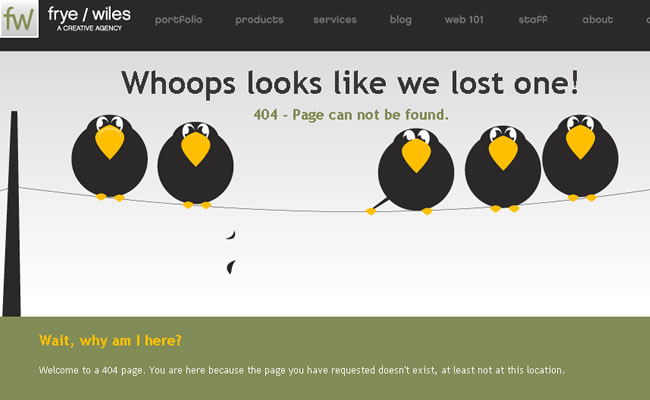 fw
frye / wiles
A CREATIVE AGENCY
portfolio products services blog web 101 staff about
Whoops looks like we lost one!
404 - Page can not be found.
Wait, why am I here?
Welcome to a 404 page. You are here because the page you have requested doesn't exist, at least not at this location.